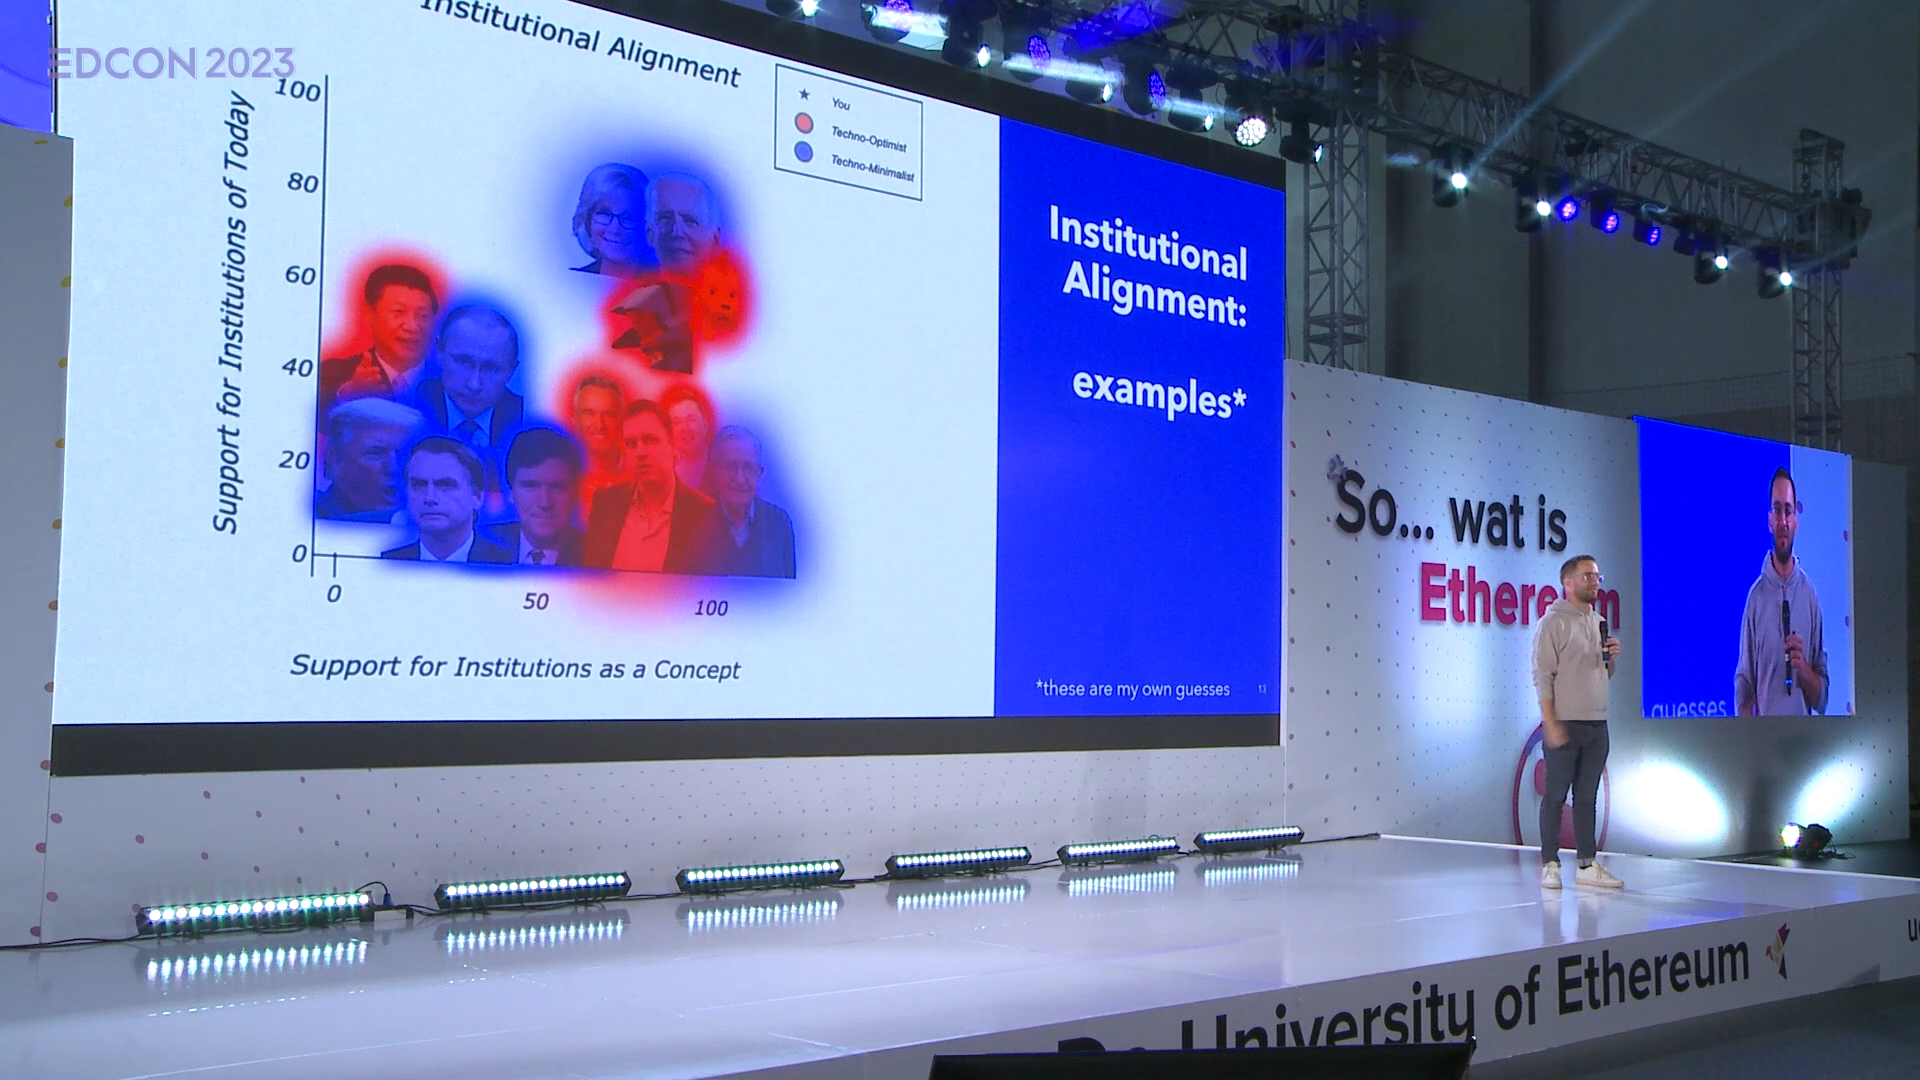 EDCON 2023
Institutional Alignment
You
Techno-Optimist
Techno-Minimalist
Support for Institutions of Today
100
80
60
40
20
0
0
50
100
Support for Institutions as a Concept
Institutional
Alignment:
examples*
*these are my own guesses
13
So... wat is
Ethereum
guesses
University of Ethereum